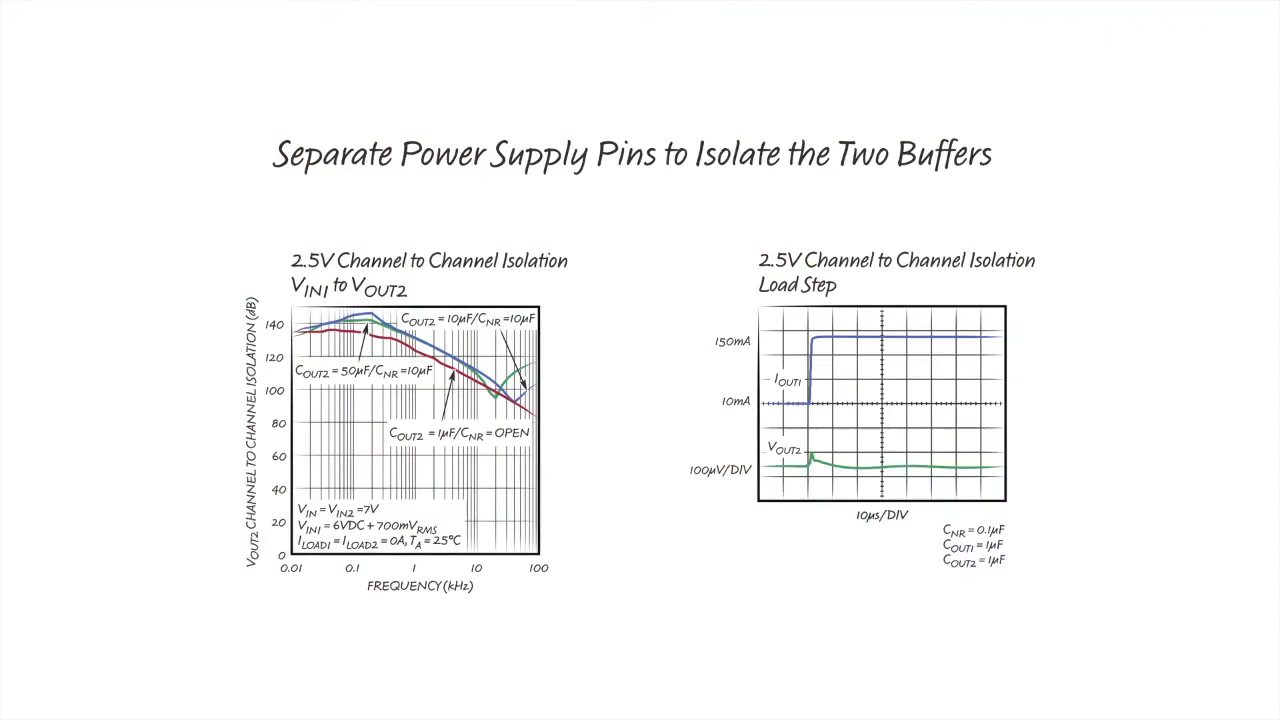 Separate Power Supply Pins to Isolate the Two Buffers
2.5V Channel to Channel Isolation
VIN1 to VOUT2
VOUT2 CHANNEL TO CHANNEL ISOLATION (dB)
140
120
100
80
60
40
20
0
COUT2 = 10µF/CNR = 10µF
COUT2 = 50µF/CNR = 10µF
COUT2 = 1µF/CNR = OPEN
VIN = VIN2 = 7V
VIN1 = 6VDC + 700mVRMS
ILOAD1 = ILOAD2 = 0A, TA = 25°C
0.01 0.1 1 10 100
FREQUENCY (kHz)
2.5V Channel to Channel Isolation
Load Step
150mA
IOUT1
10mA
VOUT2
100µV/DIV
10µs/DIV
CNR = 0.1µF
COUT1 = 1µF
COUT2 = 1µF